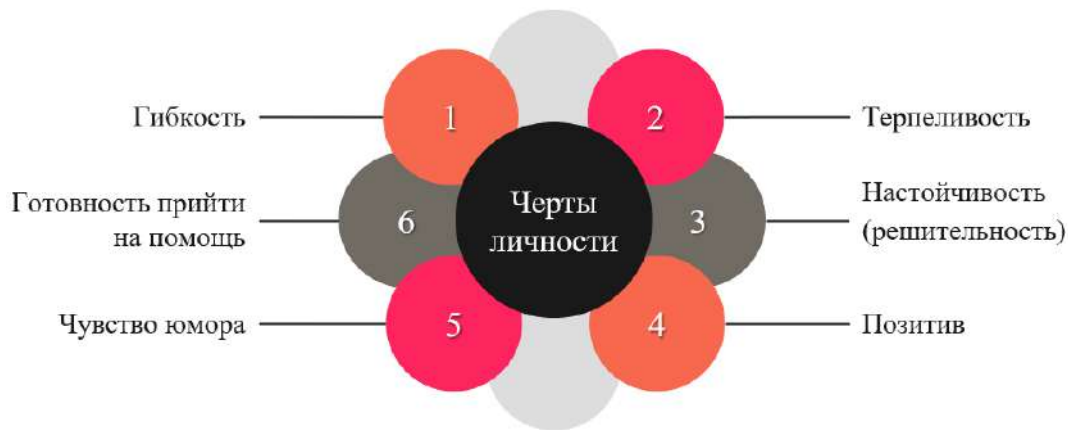 Гибкость
1
2
Терпеливость
Готовность прийти
на помощь
6
Черты
личности
3
Настойчивость
(решительность)
Чувство юмора
5
4
Позитив